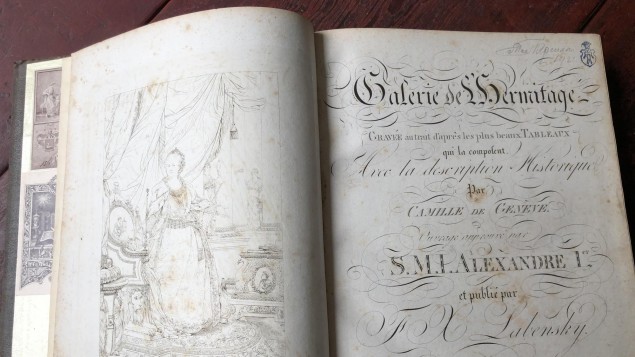 Galerie de l'Hermitage
GRAVÉE au trait d'après les plus beaux TABLEAUX
qui la composent.
Avec la description Historique
Par
CAMILLE DE GENÈVE.
Ouvrage approuvé par
S.M.I. ALEXANDRE I.er
et publié par
F. X. Labensky.